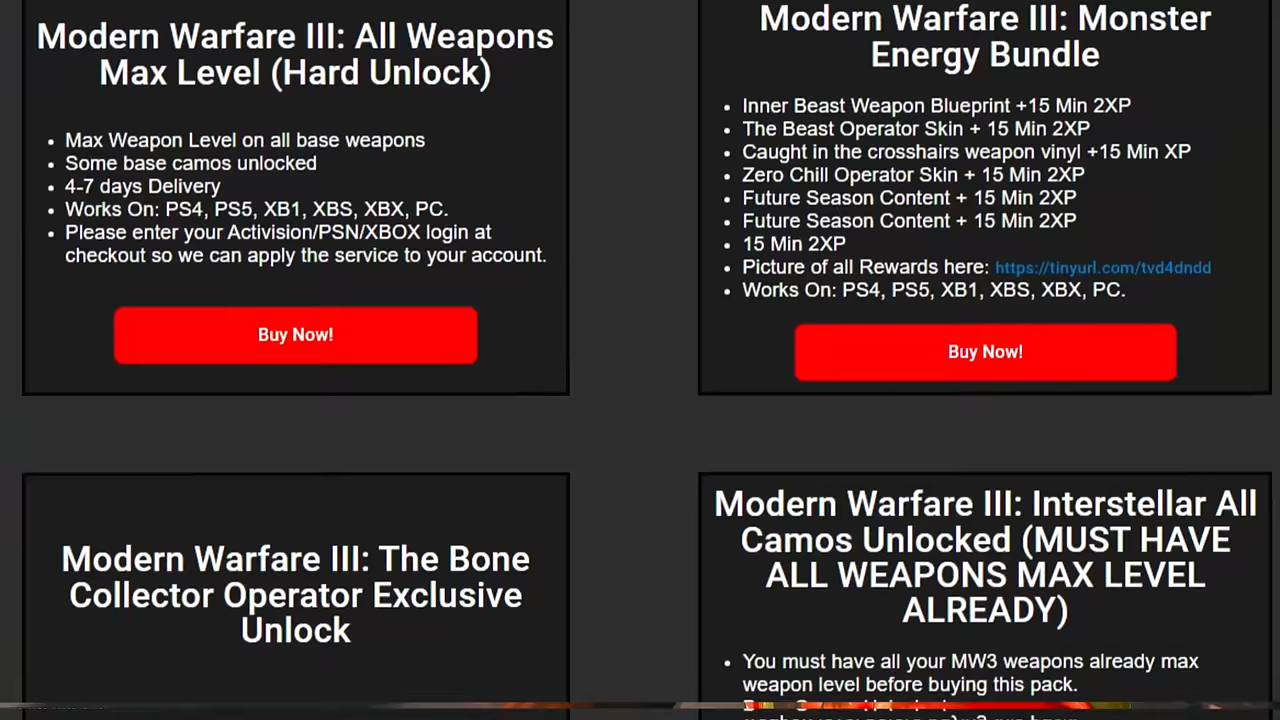 Modern Warfare III: All Weapons
Max Level (Hard Unlock)
• Max Weapon Level on all base weapons
• Some base camos unlocked
• 4-7 days Delivery
• Works On: PS4, PS5, XB1, XBS, XBX, PC.
• Please enter your Activision/PSN/XBOX login at
checkout so we can apply the service to your account.
Buy Now!
Modern Warfare III: Monster
Energy Bundle
• Inner Beast Weapon Blueprint +15 Min 2XP
• The Beast Operator Skin + 15 Min 2XP
• Caught in the crosshairs weapon vinyl +15 Min XP
• Zero Chill Operator Skin + 15 Min 2XP
• Future Season Content + 15 Min 2XP
• Future Season Content + 15 Min 2XP
• 15 Min 2XP
• Picture of all Rewards here: https://tinyurl.com/tvd4dndd
• Works On: PS4, PS5, XB1, XBS, XBX, PC.
Buy Now!
Modern Warfare III: The Bone
Collector Operator Exclusive
Unlock
Modern Warfare III: Interstellar All
Camos Unlocked (MUST HAVE
ALL WEAPONS MAX LEVEL
ALREADY)
• You must have all your MW3 weapons already max
weapon level before buying this pack.